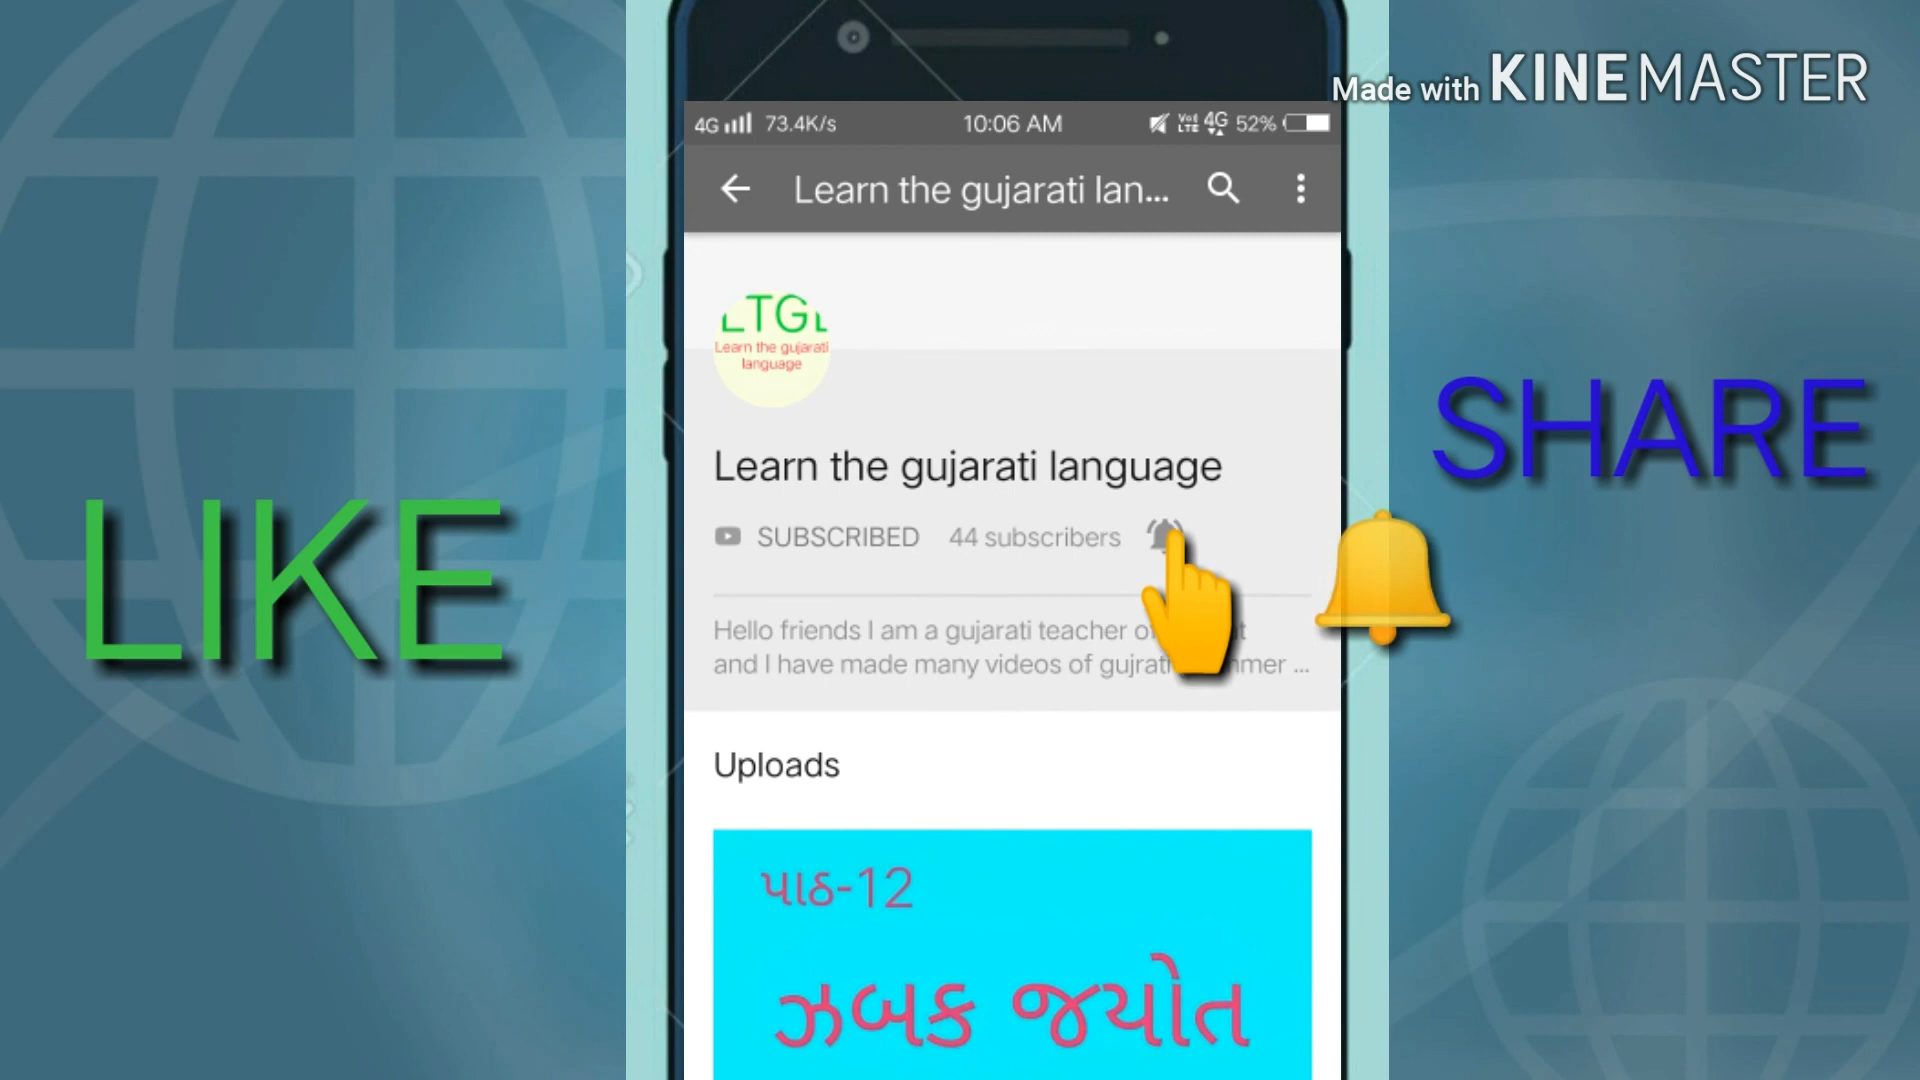 Made with KINEMASTER
4G 73.4K/s 10:06 AM VoLTE 4G 52%
Learn the gujarati lan...
LTGL
Learn the gujarati
language
Learn the gujarati language
SUBSCRIBED 44 subscribers
LIKE
SHARE
Hello friends I am a gujarati teacher
and I have made many videos of ...
Uploads
પાઠ-12
ઝબક જયોત